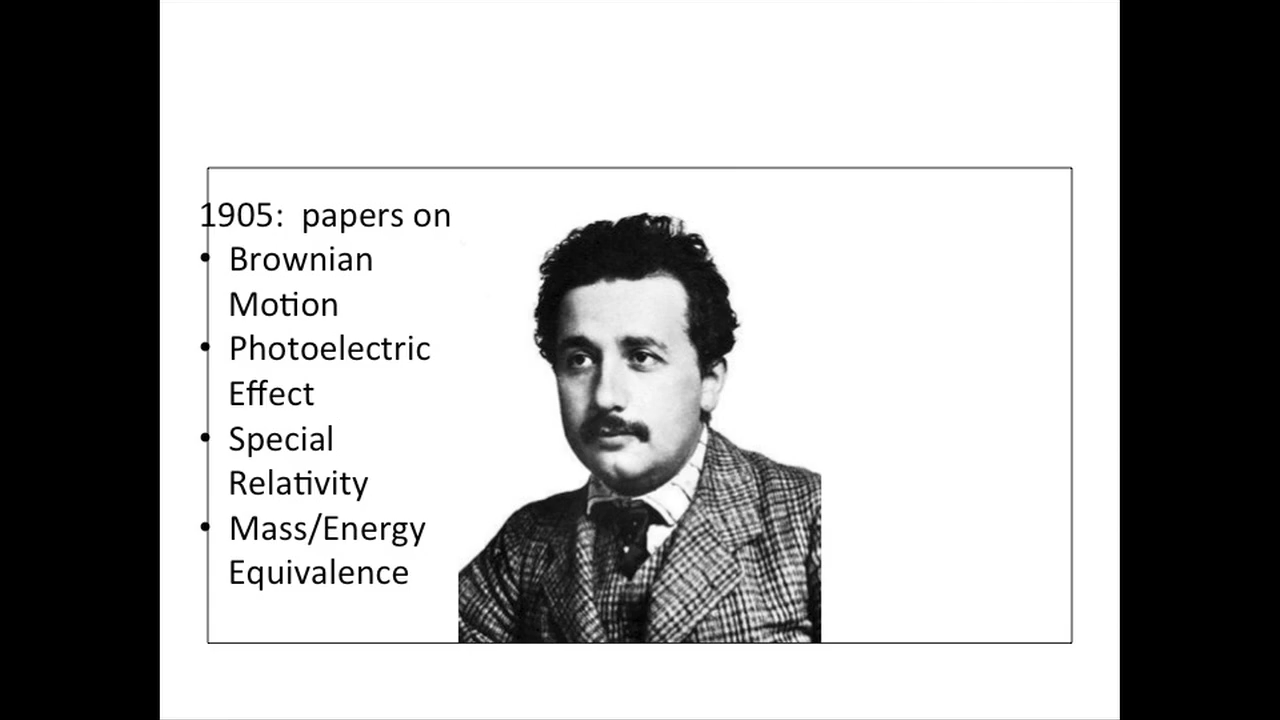 1905:  papers on
• Brownian
Motion
• Photoelectric
Effect
• Special
Relativity
• Mass/Energy
Equivalence